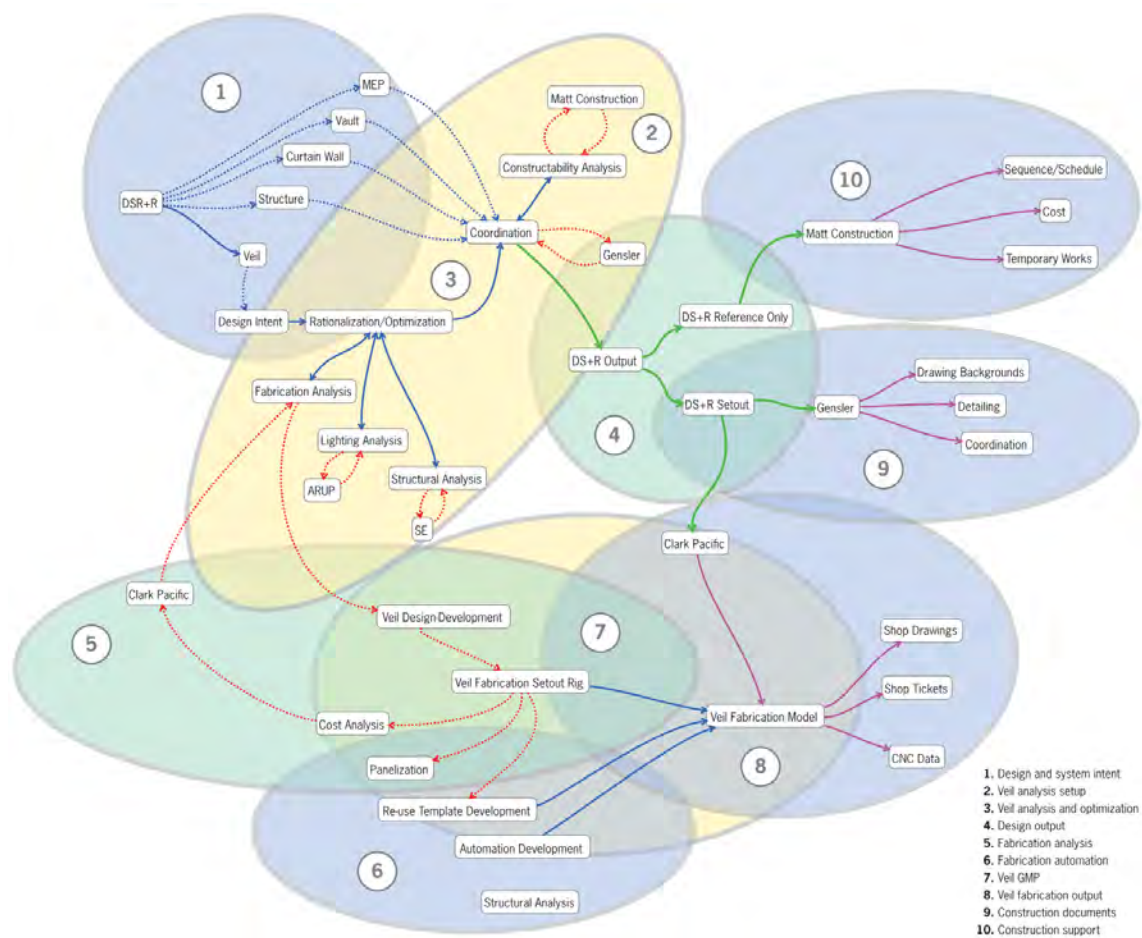 1
MEP
Vault
Curtain Wall
DSR+R
Structure
Veil
Design Intent
Rationalization/Optimization
2
Matt Construction
Constructability Analysis
Coordination
Gensler
3
Fabrication Analysis
Lighting Analysis
ARUP
Structural Analysis
SE
10
Matt Construction
Sequence/Schedule
Cost
Temporary Works
DS+R Reference Only
DS+R Output
DS+R Setout
4
Gensler
Drawing Backgrounds
Detailing
Coordination
9
Clark Pacific
Clark Pacific
5
Veil Design-Development
7
Veil Fabrication Setout Rig
Cost Analysis
Panelization
Re-use Template Development
Automation Development
6
Structural Analysis
Veil Fabrication Model
8
Shop Drawings
Shop Tickets
CNC Data
1. Design and system intent
2. Veil analysis setup
3. Veil analysis and optimization
4. Design output
5. Fabrication analysis
6. Fabrication automation
7. Veil GMP
8. Veil fabrication output
9. Construction documents
10. Construction support